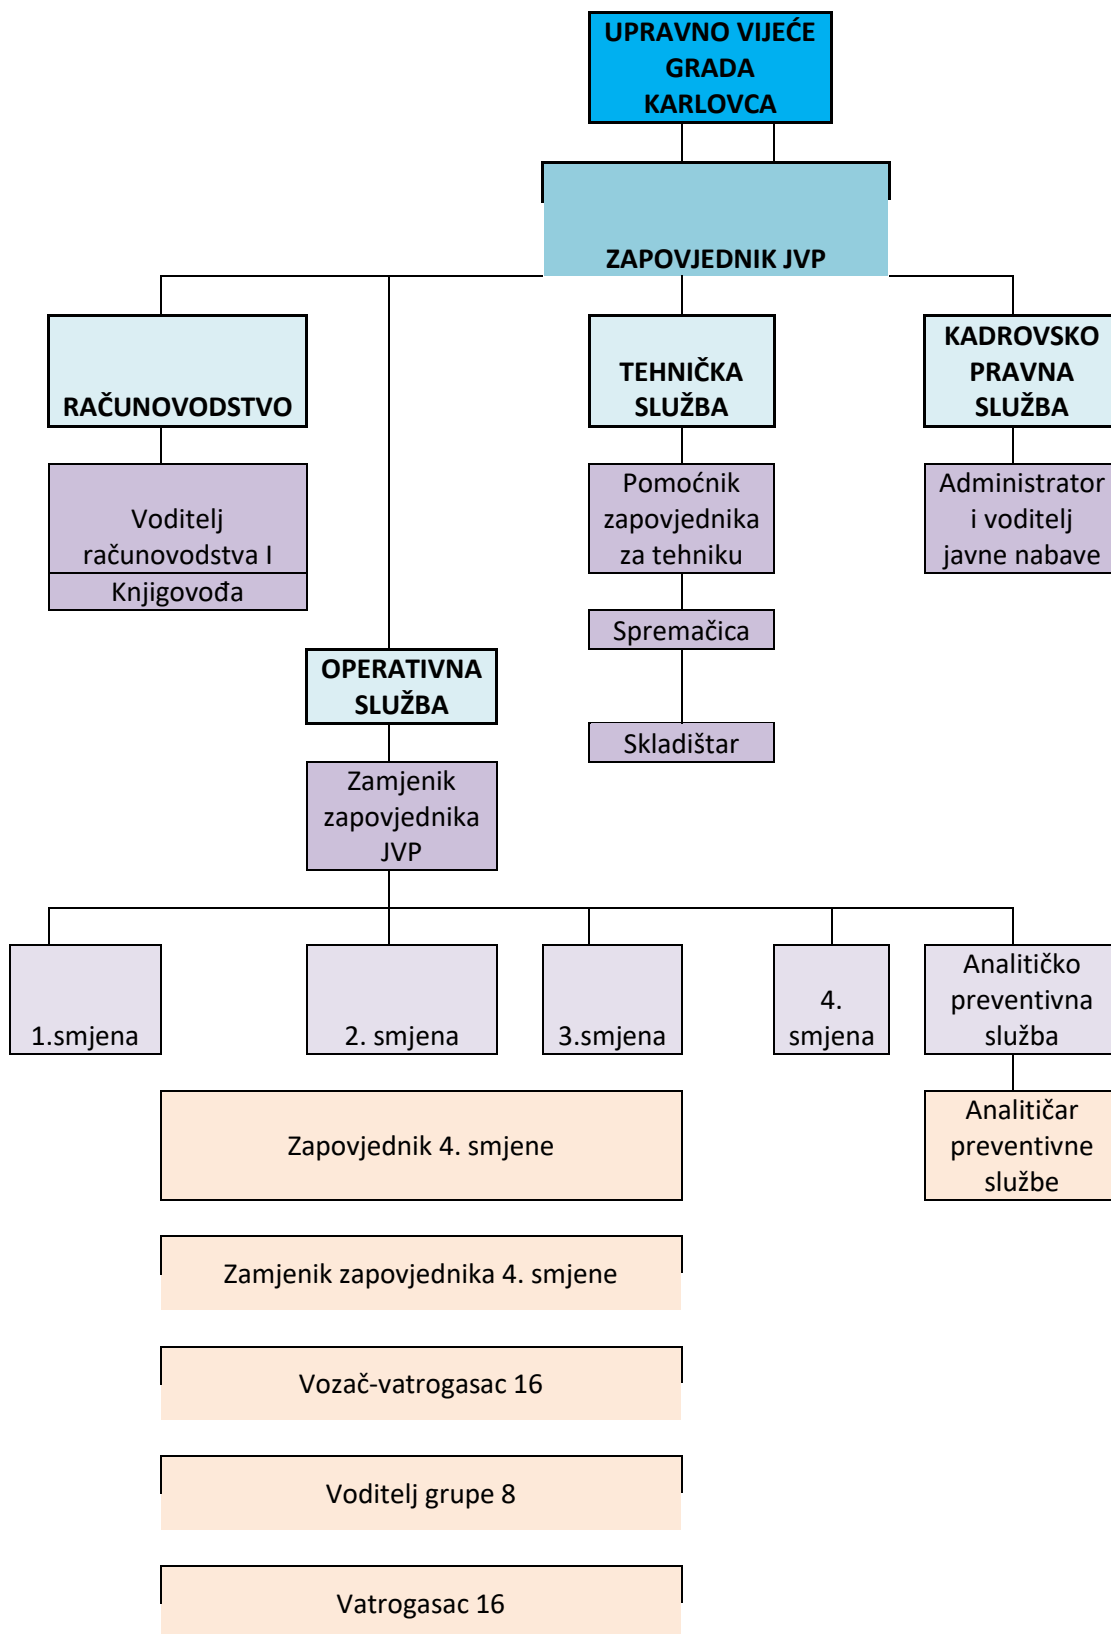 UPRAVNO VIJEĆE
GRADA
KARLOVCA
ZAPOVJEDNIK JVP
RAČUNOVODSTVO
TEHNIČKA
SLUŽBA
KADROVSKO
PRAVNA
SLUŽBA
Voditelj
računovodstva I
Knjigovođa
Pomoćnik
zapovjednika
za tehniku
Administrator
i voditelj
javne nabave
Spremačica
OPERATIVNA
SLUŽBA
Skladištar
Zamjenik
zapovjednika
JVP
1.smjena
2. smjena
3.smjena
4.
smjena
Analitičko
preventivna
služba
Zapovjednik 4. smjene
Analitičar
preventivne
službe
Zamjenik zapovjednika 4. smjene
Vozač-vatrogasac 16
Voditelj grupe 8
Vatrogasac 16